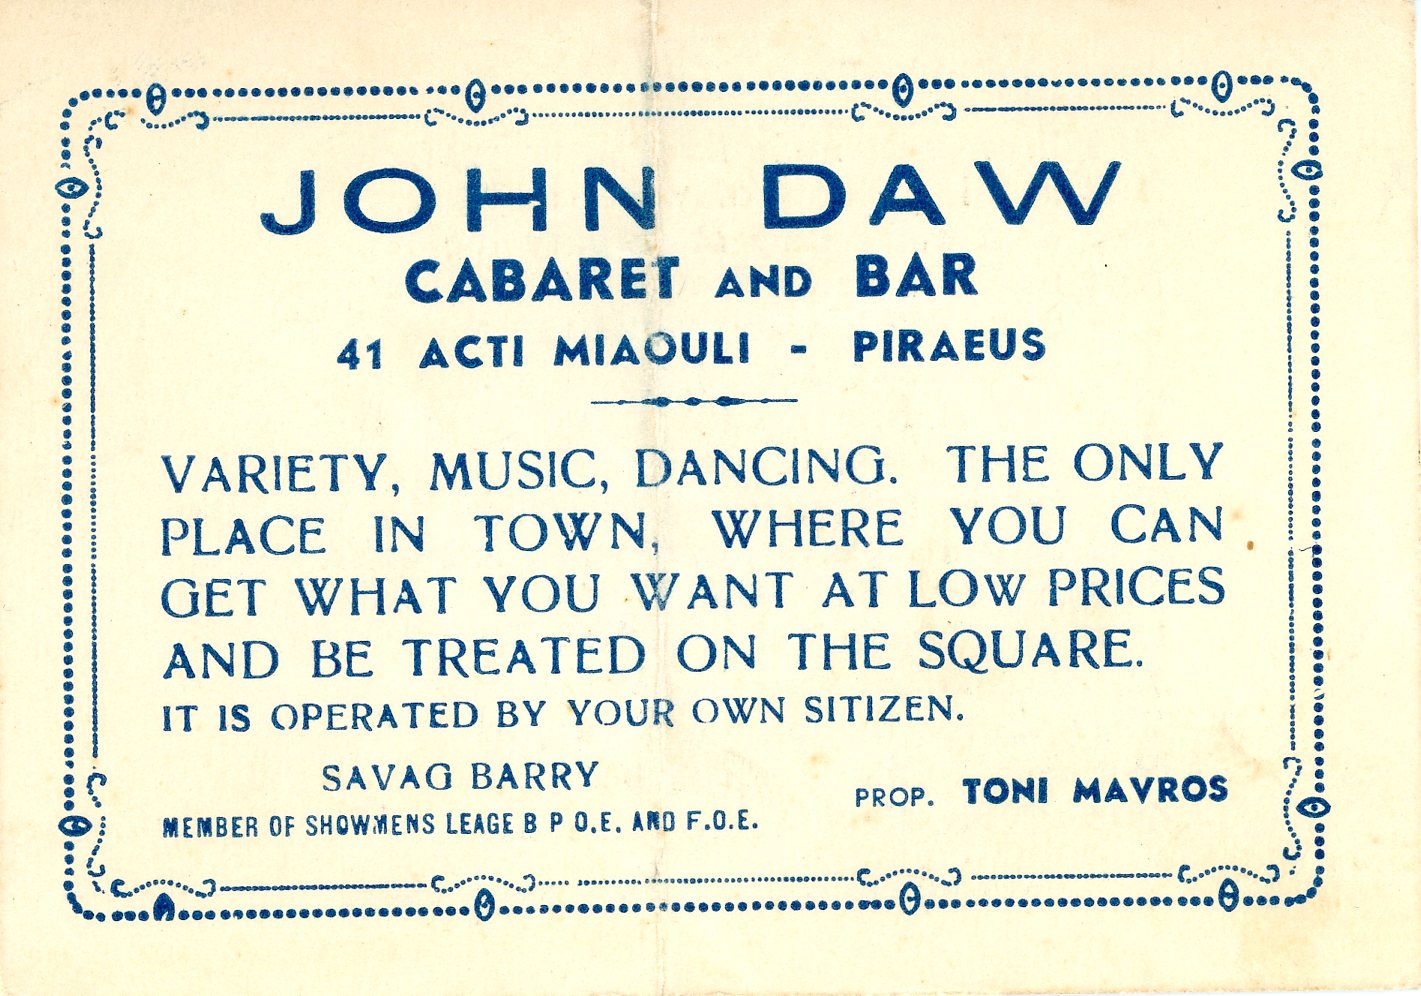 JOHN DAW
CABARET AND BAR
41 ACTI MIAOULI - PIRAEUS
VARIETY, MUSIC, DANCING. THE ONLY
PLACE IN TOWN, WHERE YOU CAN
GET WHAT YOU WANT AT LOW PRICES
AND BE TREATED ON THE SQUARE.
IT IS OPERATED BY YOUR OWN SITIZEN.
SAVAG BARRY
MEMBER OF SHOWMENS LEAGE B P O.E. AND F.O.E.
PROP. TONI MAVROS